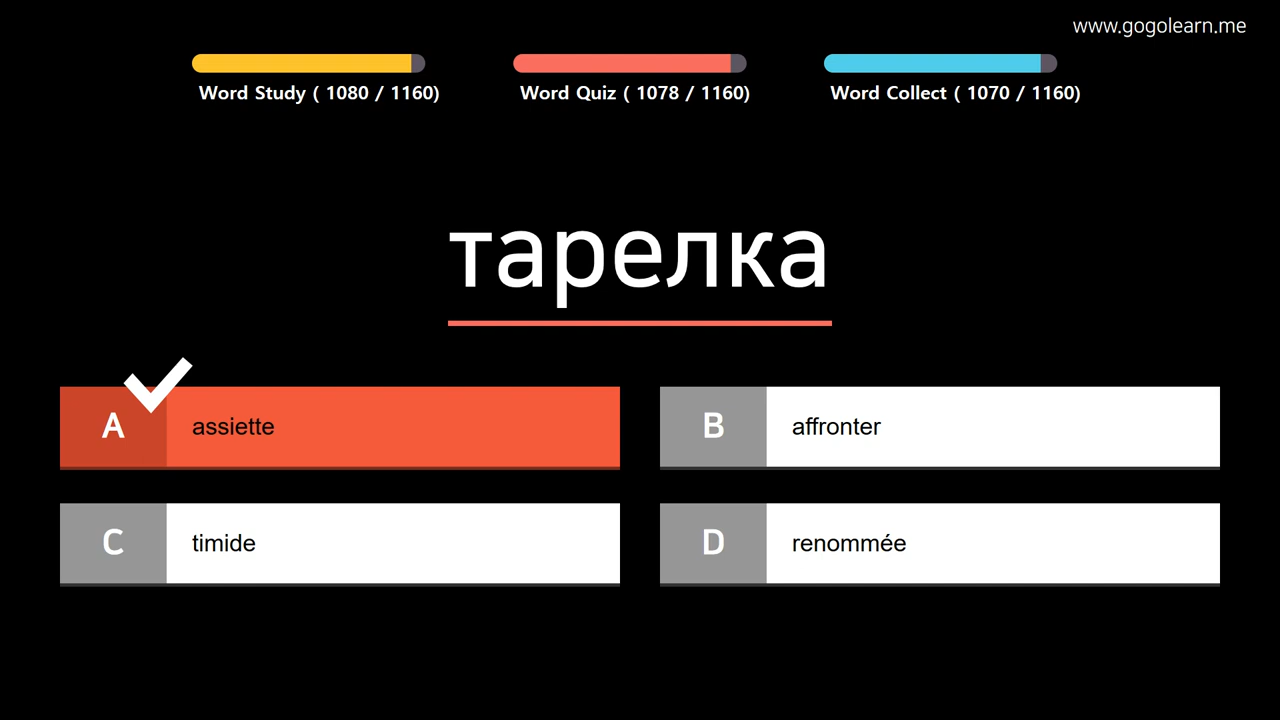 www.gogolearn.me
Word Study ( 1080 / 1160)
Word Quiz ( 1078 / 1160)
Word Collect ( 1070 / 1160)
тарелка
A
assiette
B
affronter
C
timide
D
renommée